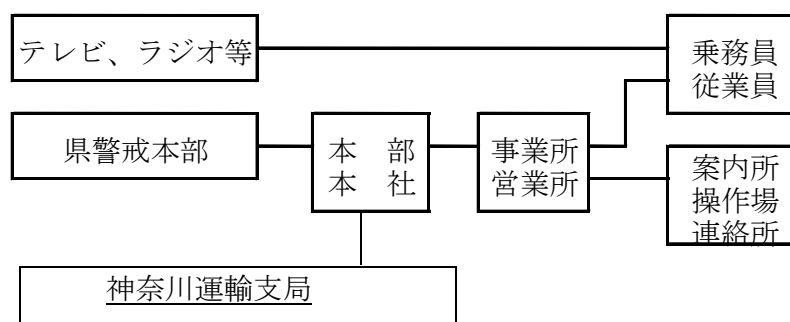 テレビ、ラジオ等
乗務員
従業員
県警戒本部
本　部
本　社
事業所
営業所
案内所
操作場
連絡所
神奈川運輸支局